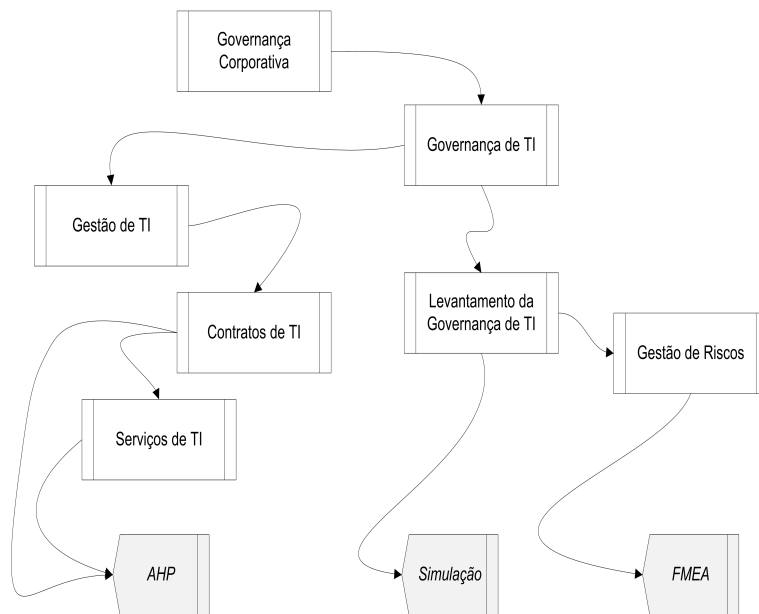 Governança
Corporativa
Governança de TI
Gestão de TI
Levantamento da
Governança de TI
Contratos de TI
Gestão de Riscos
Serviços de TI
AHP
Simulação
FMEA